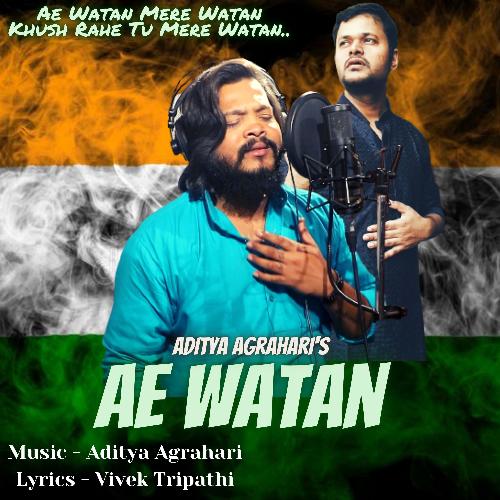 Ae Watan Mere Watan
Khush Rahe Tu Mere Watan..
ADITYA AGRAHARI'S
AE WATAN
Music - Aditya Agrahari
Lyrics - Vivek Tripathi